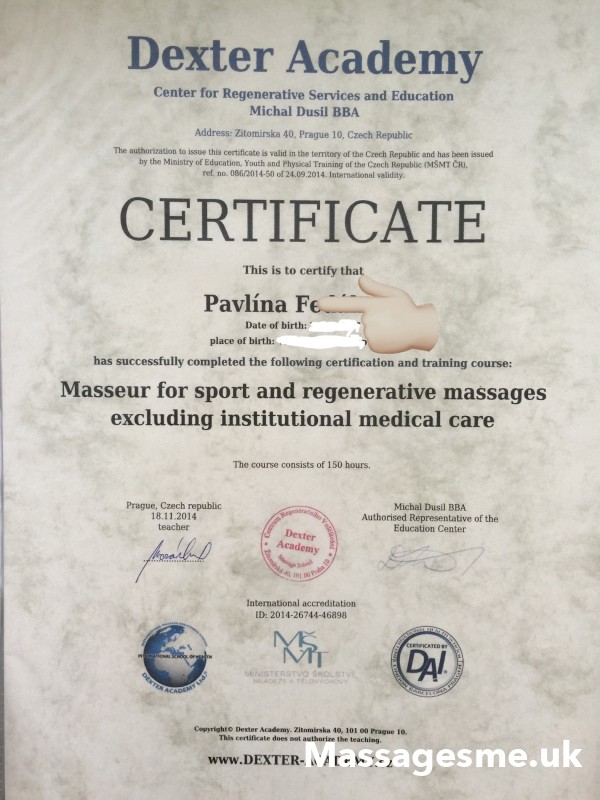 Dexter Academy
Center for Regenerative Services and Education
Michal Dusil BBA
Address: Zitomirska 40, Prague 10, Czech Republic
The authorization to issue this certificate is valid in the territory of the Czech Republic and has been issued
by the Ministry of Education, Youth and Physical Training of the Czech Republic (MŠMT ČR),
ref. no. 086/2014-50 of 24.09.2014. International validity.
CERTIFICATE
This is to certify that
Pavlína
Date of birth:
place of birth:
has successfully completed the following certification and training course:
Masseur for sport and regenerative massages
excluding institutional medical care
The course consists of 150 hours.
Prague, Czech republic
18.11.2014
teacher
Dexter
Academy
Massage School
Michal Dusil BBA
Authorised Representative of the
Education Center
International accreditation
ID: 2014-26744-46898
INTERNATIONAL SCHOOL OF
DEXTER ACADEMY Ltd.
MŠMT
MINISTERSTVO ŠKOLSTVÍ,
MLÁDEŽE A TĚLOVÝCHOVY
CERTIFICATED BY
DAI.
Copyright© Dexter Academy. Zitomirska 40, 101 00 Prague 10.
This certificate does not authorize the teaching.
www.DEXTER-
Massagesme.uk